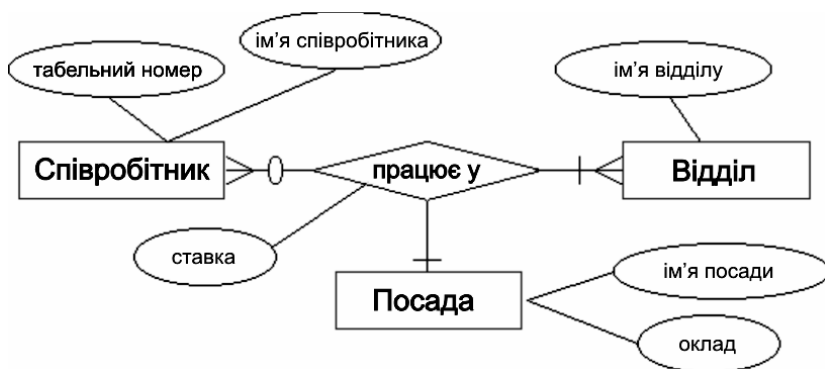 ім’я співробітника
табельний номер
ім’я відділу
Співробітник
працює у
Відділ
ставка
ім’я посади
Посада
оклад